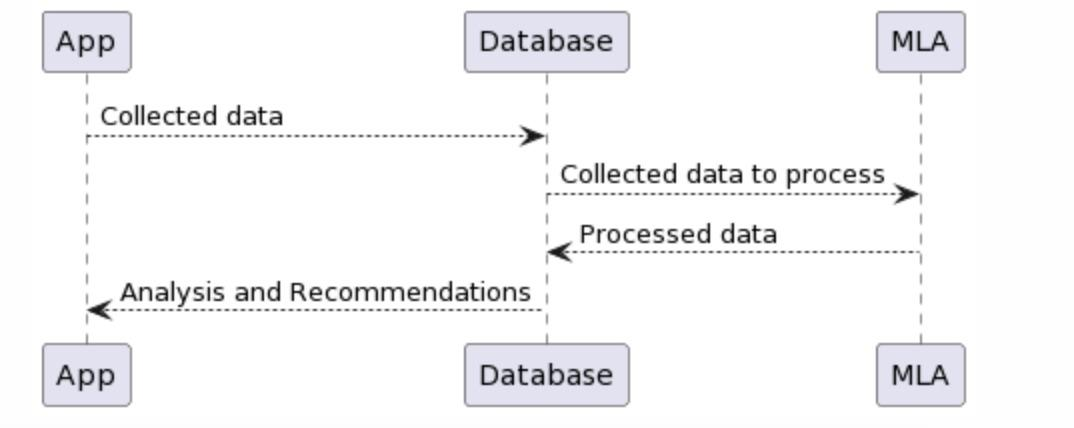 App
Database
MLA
Collected data
Collected data to process
Processed data
Analysis and Recommendations
App
Database
MLA